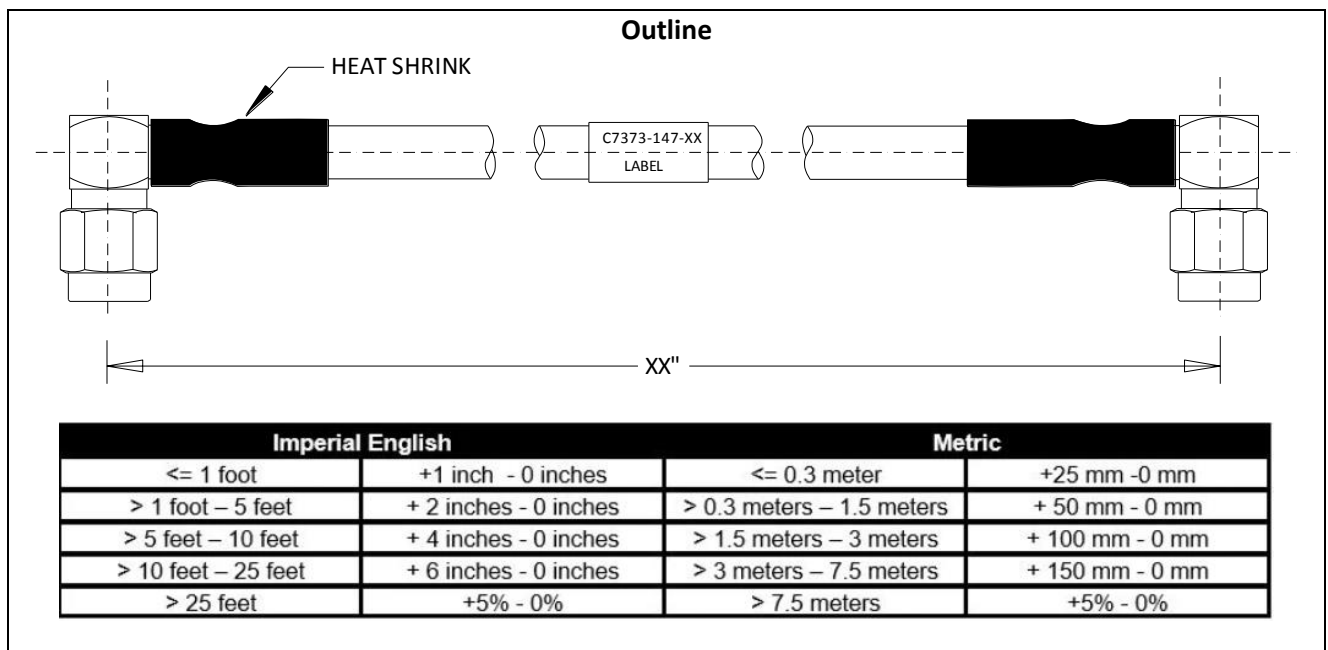 Outline
HEAT SHRINK
C7373-147-XX
LABEL
XX"
Imperial English Metric
<= 1 foot +1 inch - 0 inches <= 0.3 meter +25 mm -0 mm
> 1 foot – 5 feet + 2 inches - 0 inches > 0.3 meters – 1.5 meters + 50 mm - 0 mm
> 5 feet – 10 feet + 4 inches - 0 inches > 1.5 meters – 3 meters + 100 mm - 0 mm
> 10 feet – 25 feet + 6 inches - 0 inches > 3 meters – 7.5 meters + 150 mm - 0 mm
> 25 feet +5% - 0% > 7.5 meters +5% - 0%